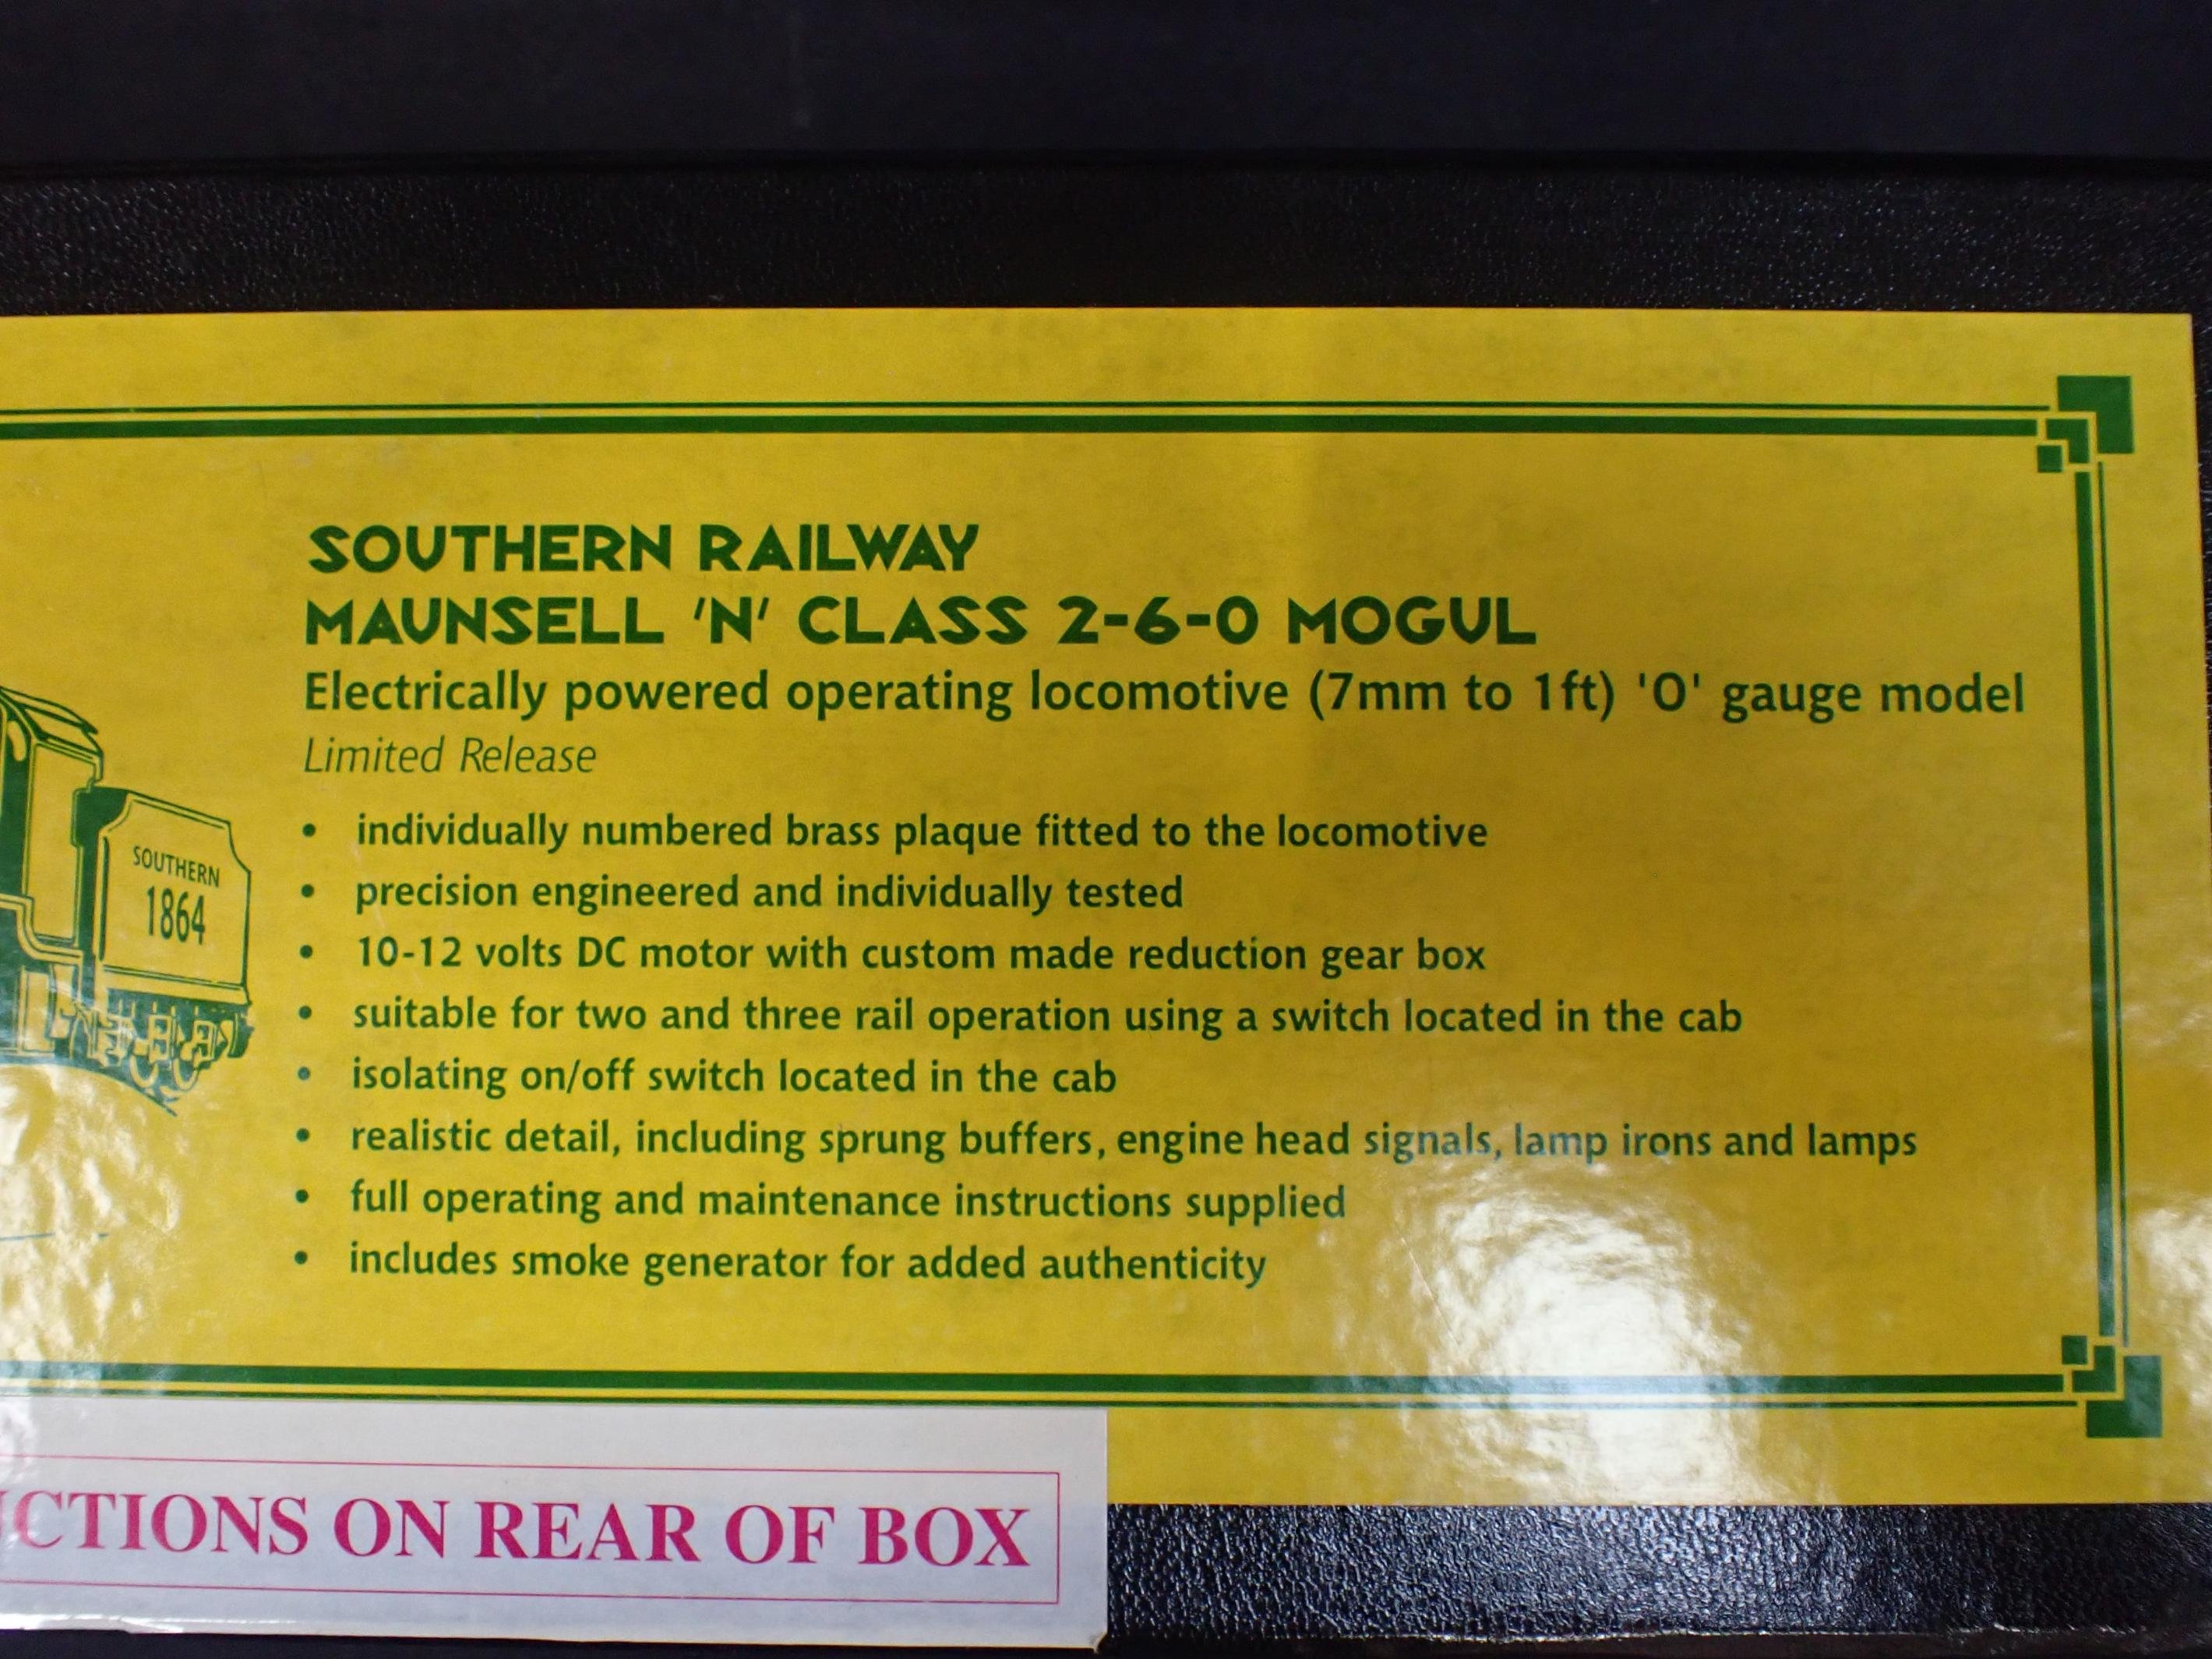 SOUTHERN RAILWAY
MAUNSELL 'N' CLASS 2-6-0 MOGUL
Electrically powered operating locomotive (7mm to 1ft) 'O' gauge model
Limited Release
• individually numbered brass plaque fitted to the locomotive
• precision engineered and individually tested
• 10-12 volts DC motor with custom made reduction gear box
• suitable for two and three rail operation using a switch located in the cab
• isolating on/off switch located in the cab
• realistic detail, including sprung buffers, engine head signals, lamp irons and lamps
• full operating and maintenance instructions supplied
• includes smoke generator for added authenticity
SOUTHERN
1864
CTIONS ON REAR OF BOX